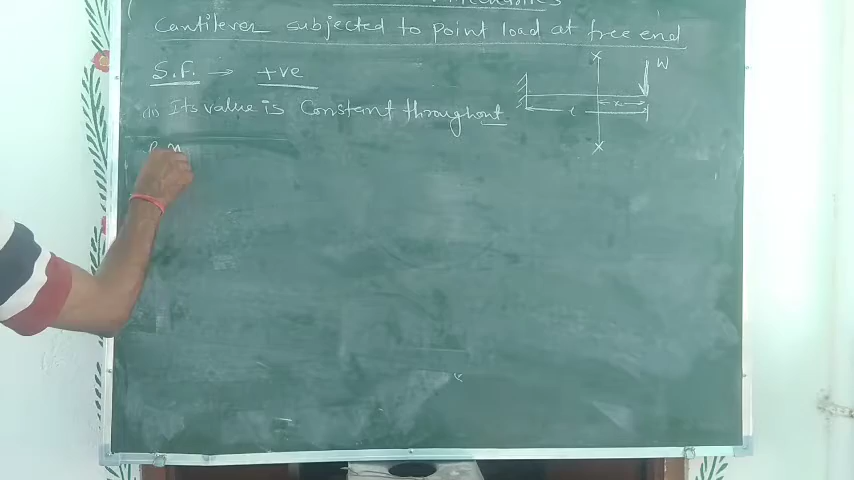 Cantilever subjected to point load at free end
S.F. → +ve
(ii) Its value is Constant throughout
X
W
l
x
X